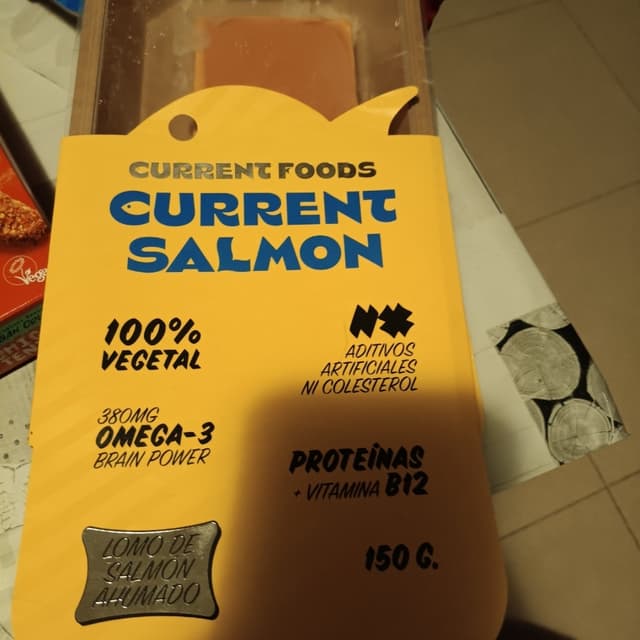 CURRENT FOODS
CURRENT
SALMON
100%
VEGETAL
NX
ADITIVOS
ARTIFICIALES
NI COLESTEROL
380MG
OMEGA-3
BRAIN POWER
PROTEÍNAS
+ VITAMINA B12
LOMO DE
SALMÓN
AHUMADO
150 G.